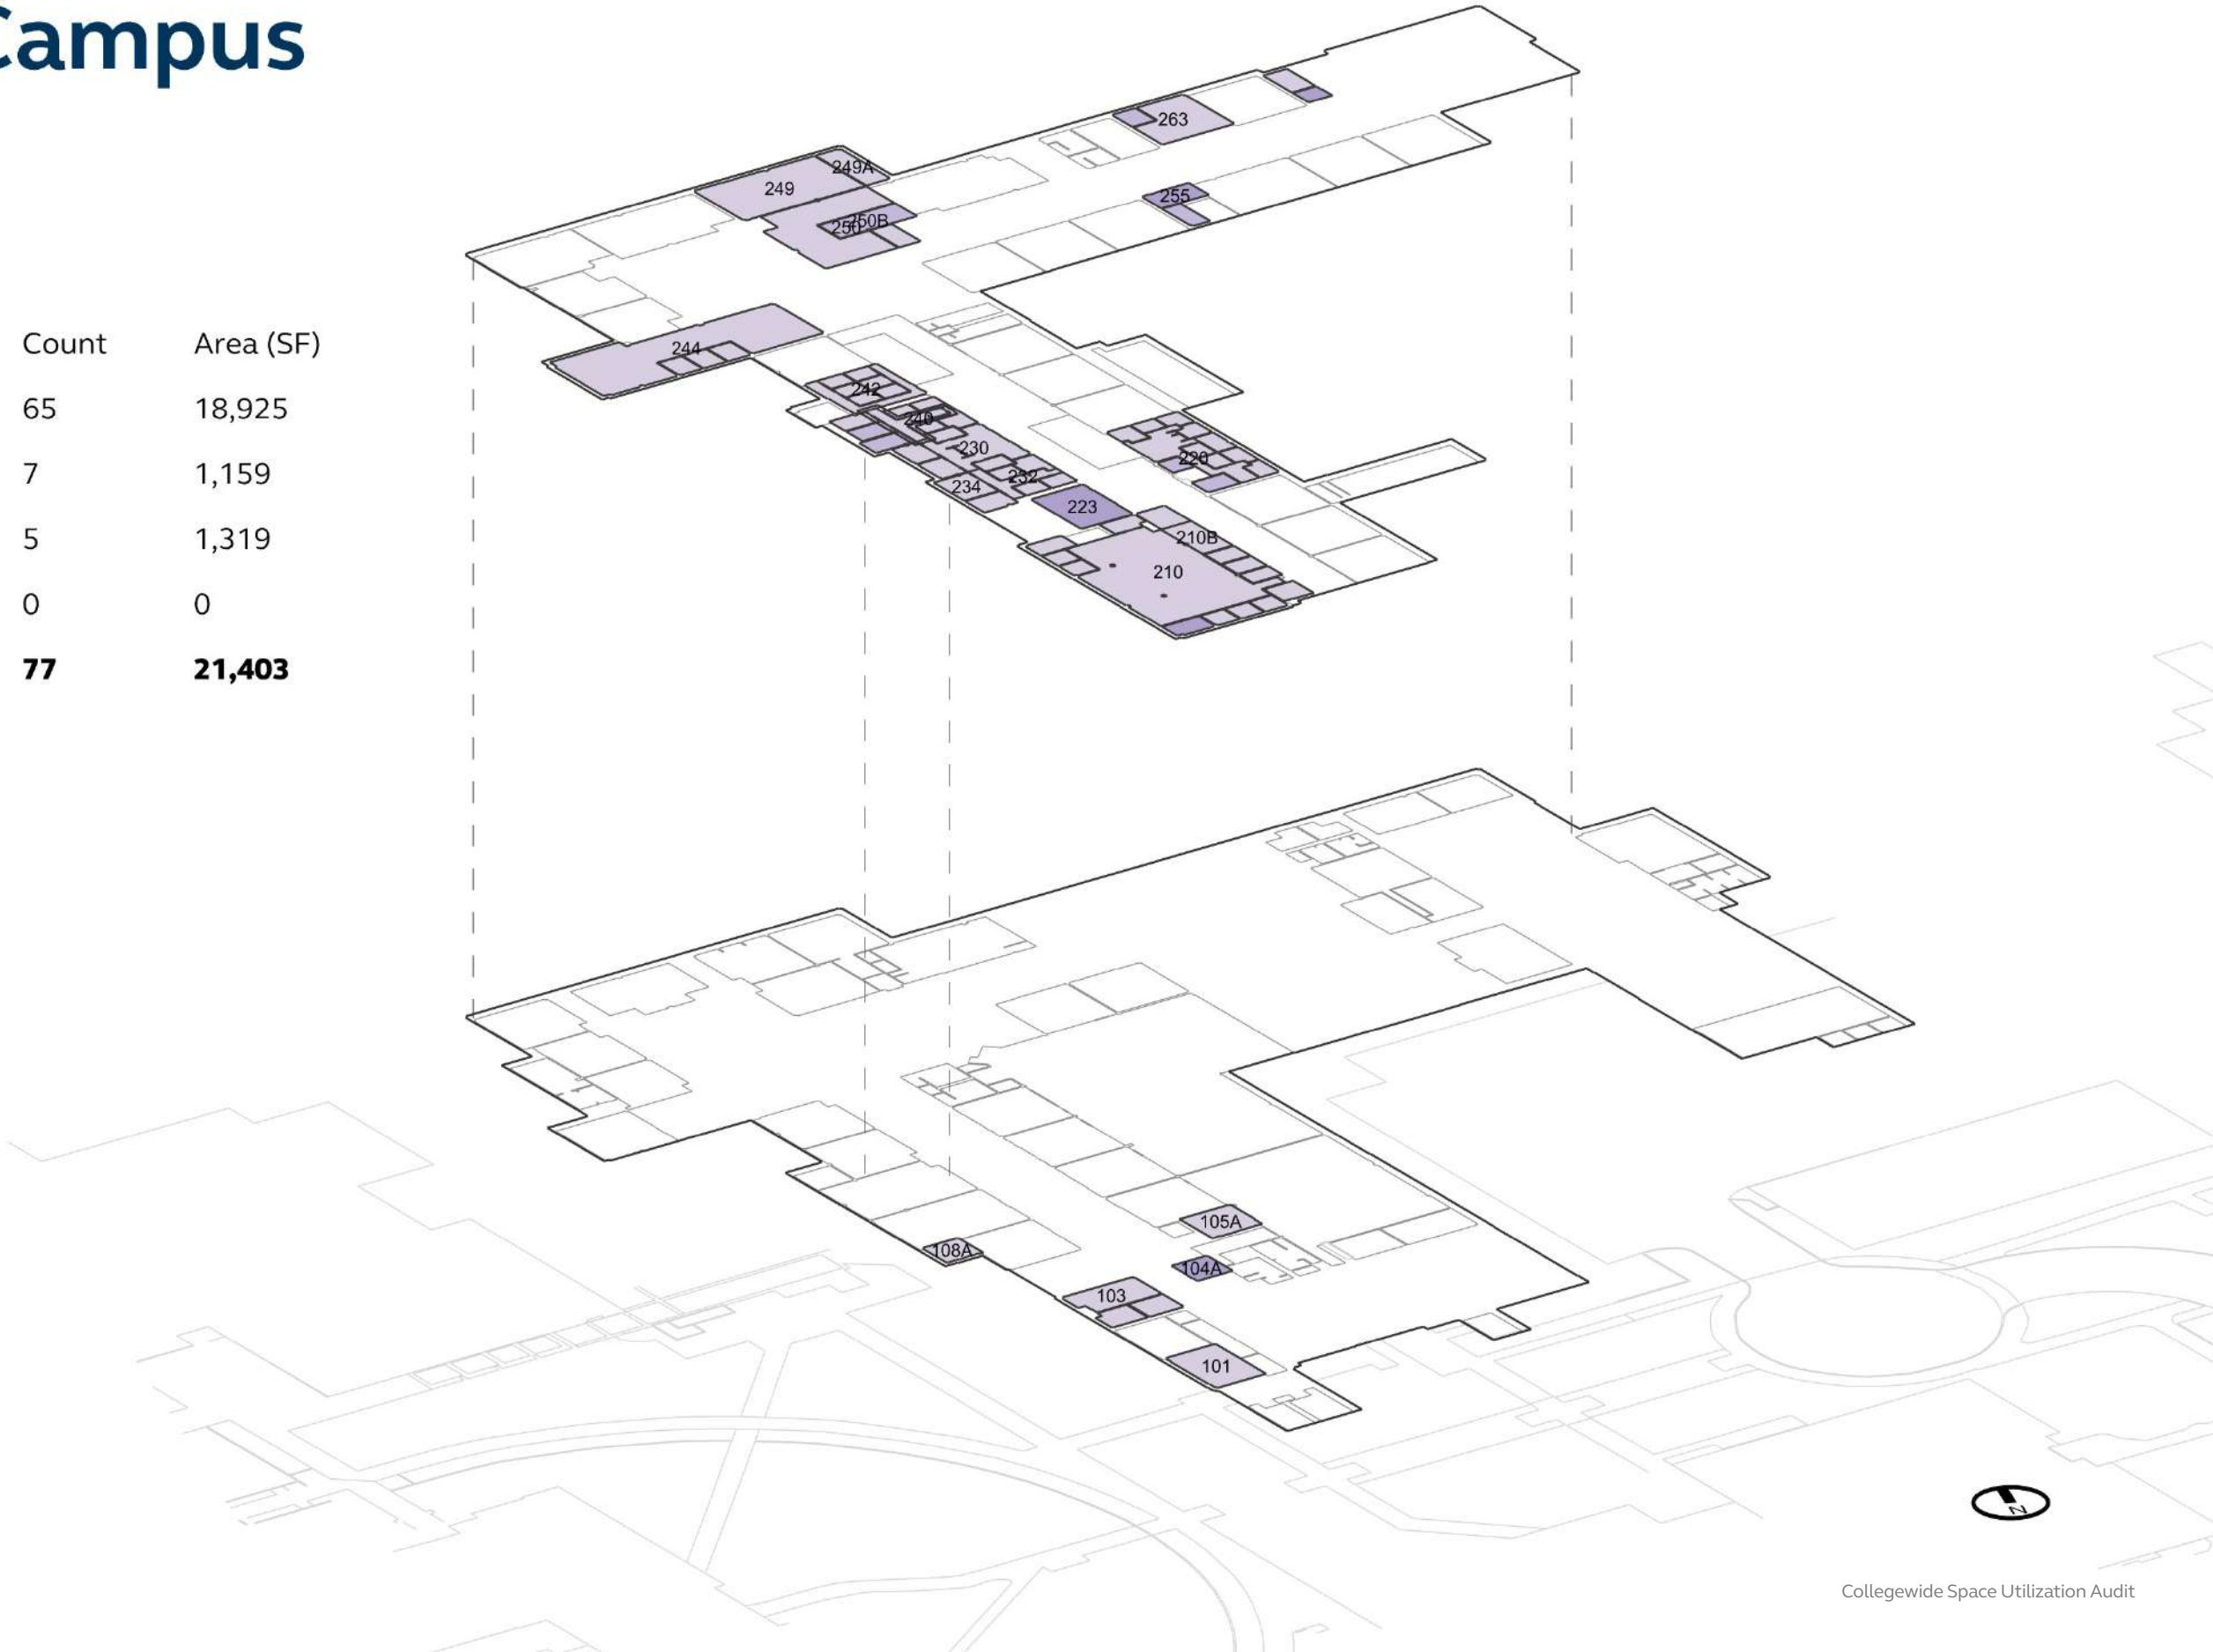 Campus
Count Area (SF)
65 18,925
7 1,159
5 1,319
0 0
77 21,403
263
249A
249
255
250B
250
244
242
240
230
220
232
234
223
210B
210
105A
108A
104A
103
101
N
Collegewide Space Utilization Audit